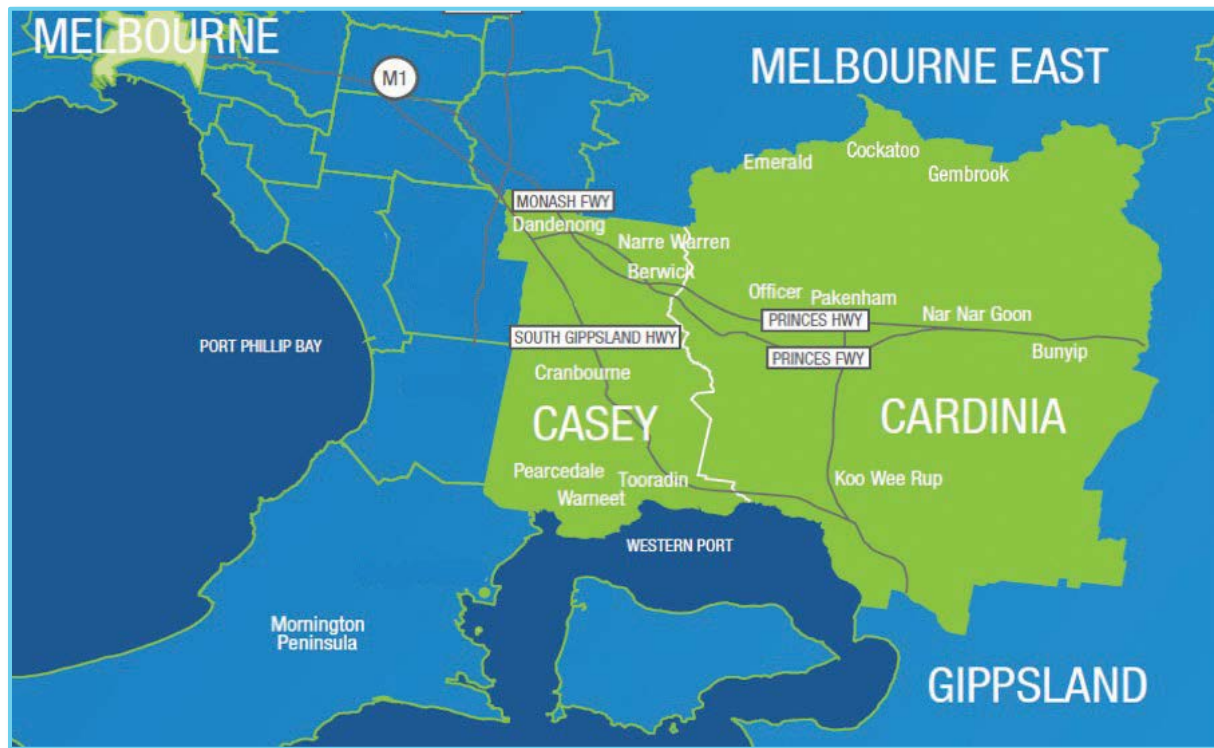 MELBOURNE
M1
MELBOURNE EAST
Emerald
Cockatoo
Gembrook
MONASH FWY
Dandenong
Narre Warren
Berwick
Officer
Pakenham
Nar Nar Goon
PRINCES HWY
PORT PHILLIP BAY
SOUTH GIPPSLAND HWY
PRINCES FWY
Bunyip
Cranbourne
CASEY
CARDINIA
Pearcedale
Tooradin
Koo Wee Rup
Warneet
WESTERN PORT
Mornington
Peninsula
GIPPSLAND